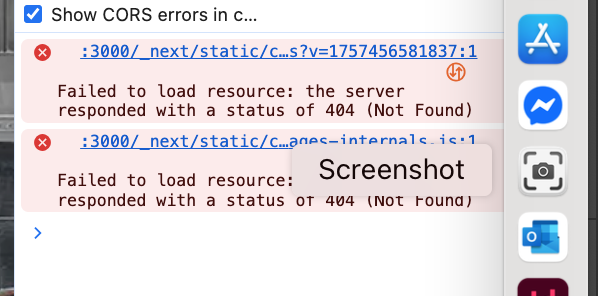 Show CORS errors in c…
:3000/_next/static/c…s?v=1757456581837:1
Failed to load resource: the server
responded with a status of 404 (Not Found)
:3000/_next/static/c…ages-internals.js:1
Screenshot
Failed to load resource:
responded with a status of 404 (Not Found)